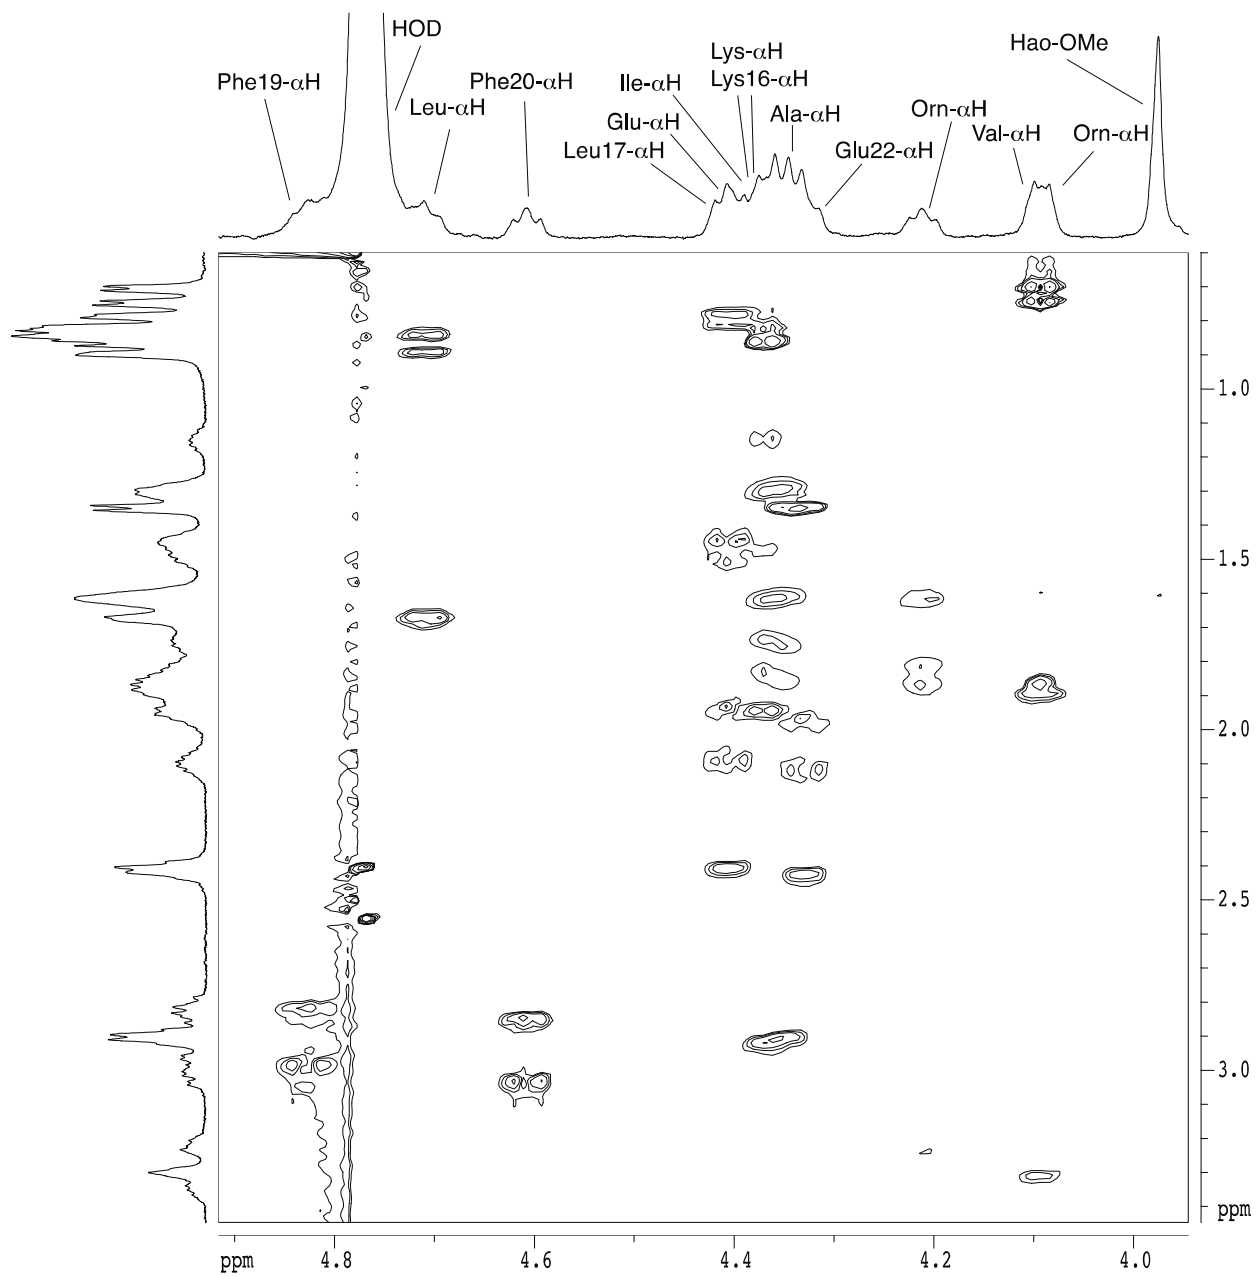 HOD
Lys-αH
Hao-OMe
Phe19-αH
Phe20-αH
Ile-αH
Lys16-αH
Leu-αH
Glu-αH
Ala-αH
Orn-αH
Val-αH
Orn-αH
Leu17-αH
Glu22-αH
1.0
1.5
2.0
2.5
3.0
ppm
ppm
4.8
4.6
4.4
4.2
4.0